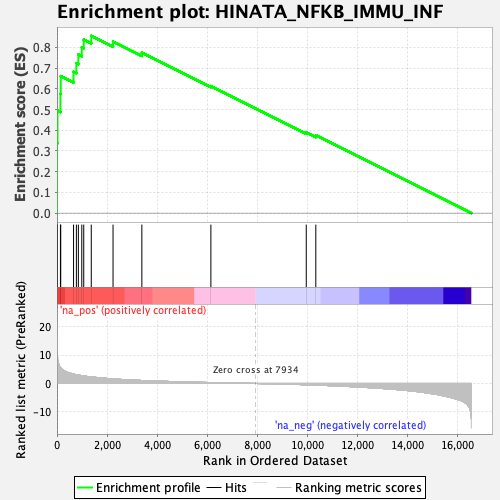 Enrichment plot: HINATA_NFKB_IMMU_INF
Enrichment score (ES)
0.8
0.7
0.6
0.5
0.4
0.3
0.2
0.1
0.0
'na_pos' (positively correlated)
Ranked list metric (PreRanked)
20
10
0
-10
Zero cross at 7934
'na_neg' (negatively correlated)
0 2,000 4,000 6,000 8,000 10,000 12,000 14,000 16,000
Rank in Ordered Dataset
Enrichment profile Hits Ranking metric scores